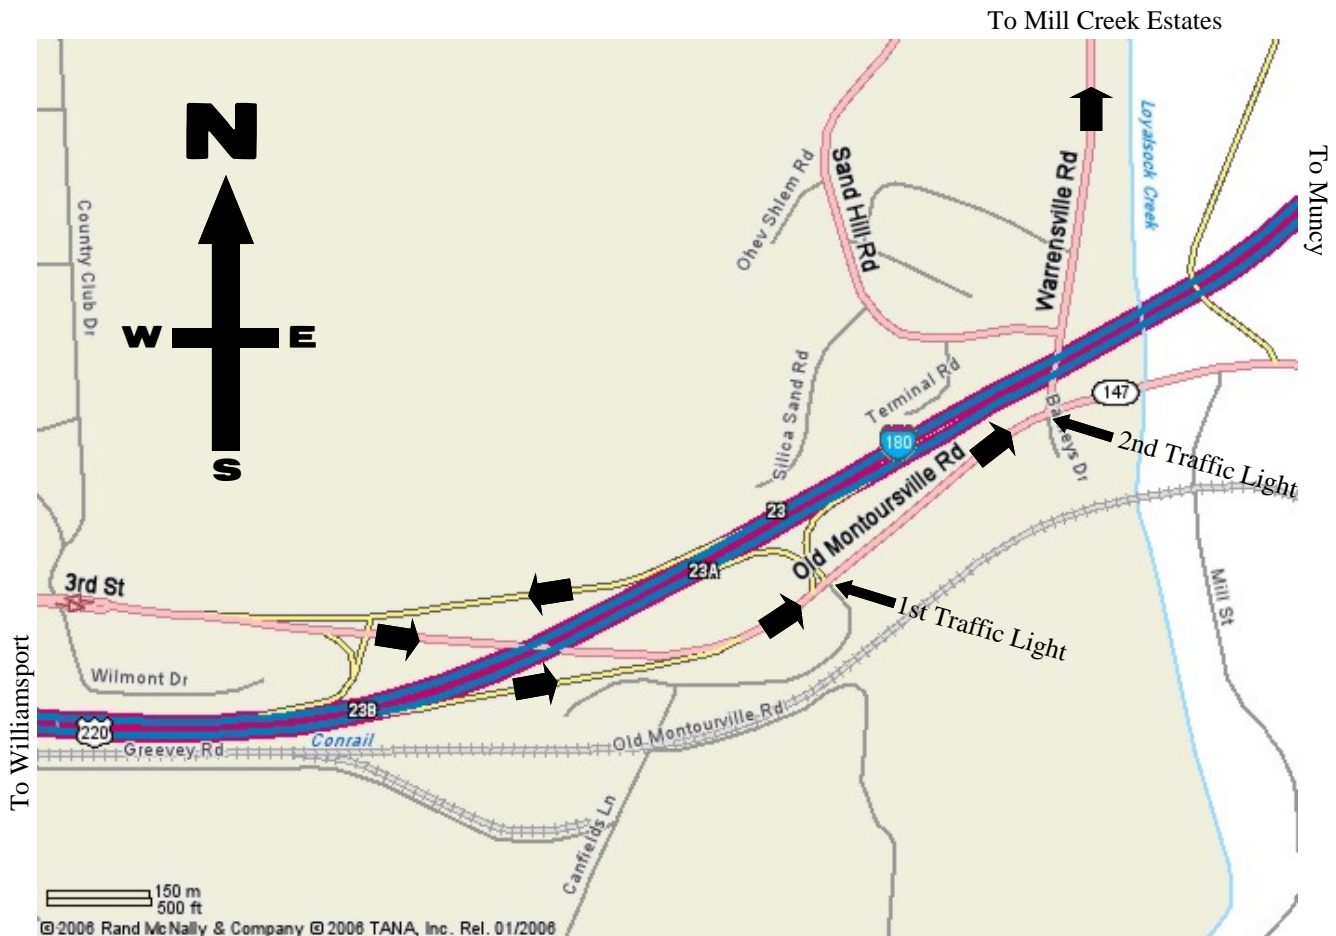 To Mill Creek Estates
N
W
E
S
Country Club Dr
Ohev Shlem Rd
Sand Hill Rd
Warrensville Rd
Loyalsock Creek
To Muncy
Silica Sand Rd
Terminal Rd
147
180
Barreys Dr
2nd Traffic Light
23
Old Montoursville Rd
23A
3rd St
1st Traffic Light
Mill St
To Williamsport
Wilmont Dr
23B
220
Greevey Rd
Conrail
Old Montourville Rd
Canfields Ln
150 m
500 ft
© 2006 Rand McNally & Company © 2006 TANA, Inc. Rel. 01/2006